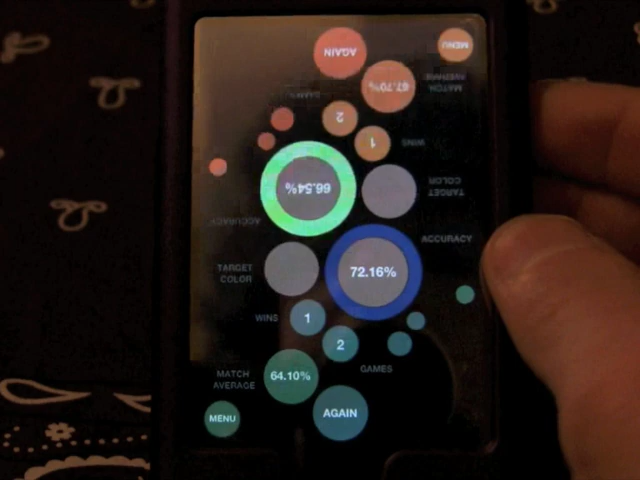 MENU
AGAIN
67.70%
MATCH
AVERAGE
GAMES
2
1
WINS
TARGET
COLOR
66.54%
ACCURACY
ACCURACY
TARGET
COLOR
72.16%
WINS
1
2
GAMES
MATCH
AVERAGE
64.10%
MENU
AGAIN